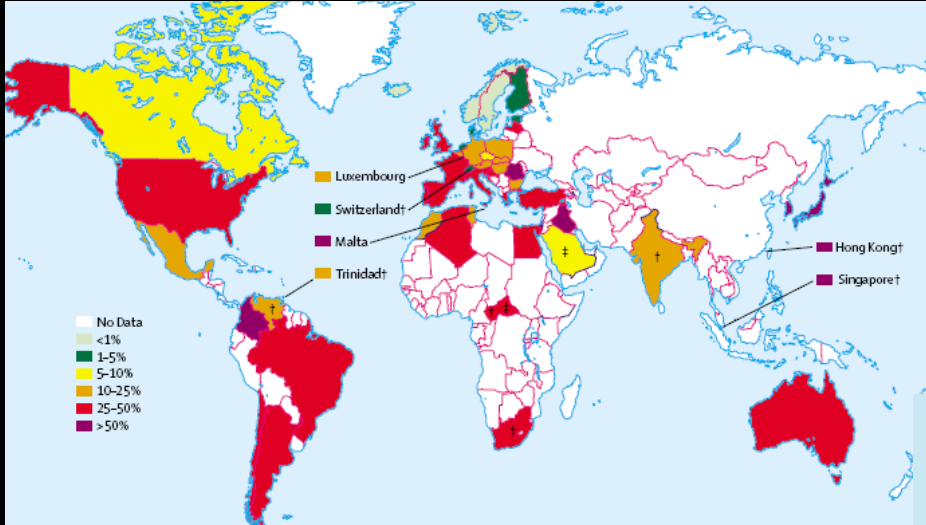 Luxembourg
Switzerland†
Malta
Trinidad†
Hong Kong†
Singapore†
†
‡
†
†
‡
†
No Data
<1%
1–5%
5–10%
10–25%
25–50%
>50%